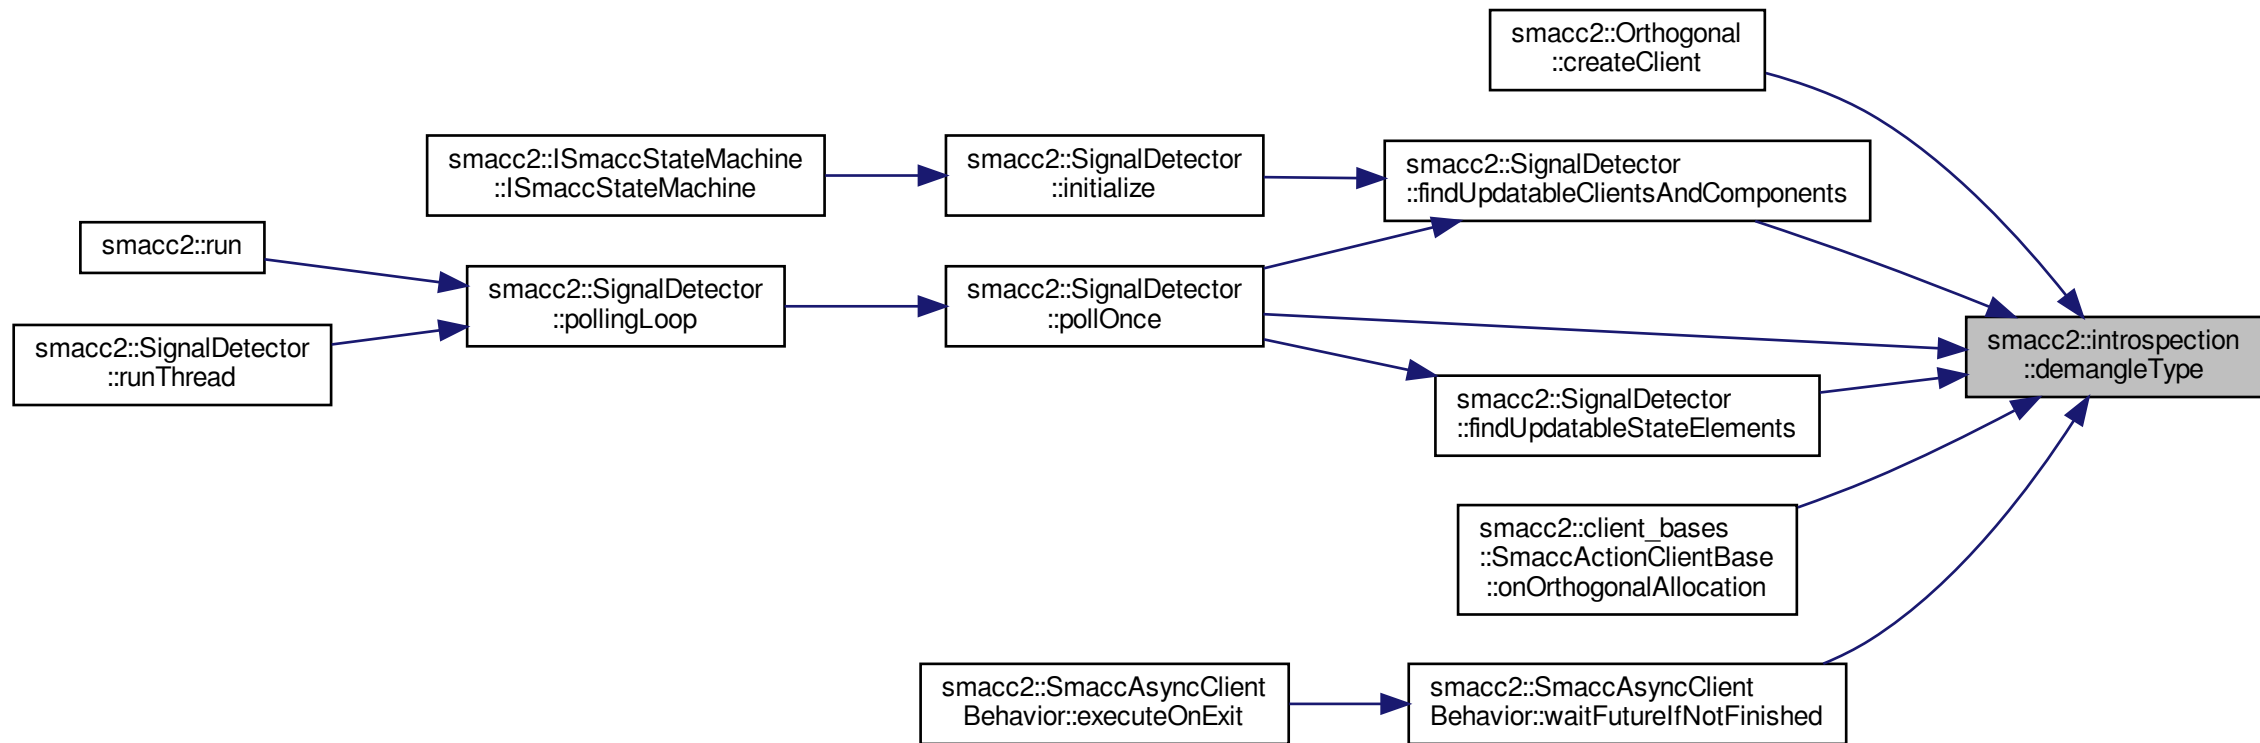 smacc2::Orthogonal
::createClient
smacc2::ISmaccStateMachine
::ISmaccStateMachine
smacc2::SignalDetector
::initialize
smacc2::SignalDetector
::findUpdatableClientsAndComponents
smacc2::run
smacc2::SignalDetector
::pollingLoop
smacc2::SignalDetector
::pollOnce
smacc2::SignalDetector
::runThread
smacc2::introspection
::demangleType
smacc2::SignalDetector
::findUpdatableStateElements
smacc2::client_bases
::SmaccActionClientBase
::onOrthogonalAllocation
smacc2::SmaccAsyncClient
Behavior::executeOnExit
smacc2::SmaccAsyncClient
Behavior::waitFutureIfNotFinished